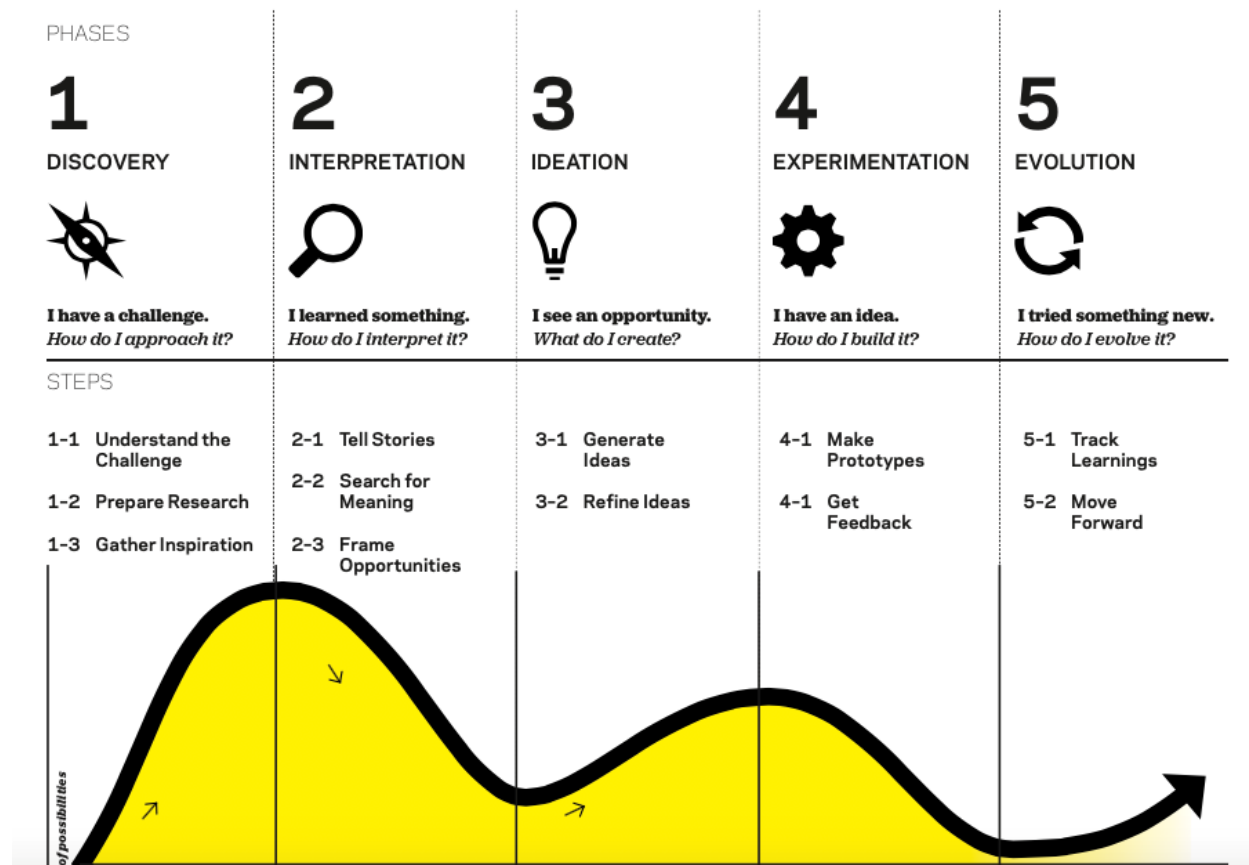 PHASES
1
DISCOVERY
I have a challenge.
How do I approach it?
2
INTERPRETATION
I learned something.
How do I interpret it?
3
IDEATION
I see an opportunity.
What do I create?
4
EXPERIMENTATION
I have an idea.
How do I build it?
5
EVOLUTION
I tried something new.
How do I evolve it?
STEPS
1-1 Understand the
Challenge
1-2 Prepare Research
1-3 Gather Inspiration
2-1 Tell Stories
2-2 Search for
Meaning
2-3 Frame
Opportunities
3-1 Generate
Ideas
3-2 Refine Ideas
4-1 Make
Prototypes
4-1 Get
Feedback
5-1 Track
Learnings
5-2 Move
Forward
of possibilities